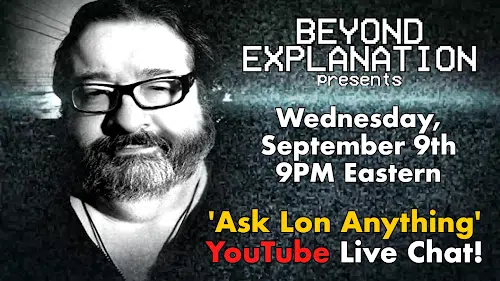 BEYOND
EXPLANATION
presents
Wednesday,
September 9th
9PM Eastern
'Ask Lon Anything'
YouTube Live Chat!